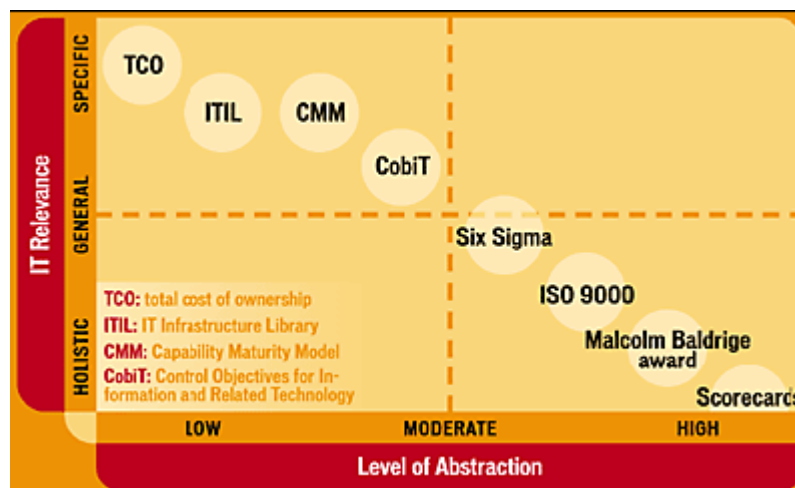 IT Relevance
SPECIFIC
GENERAL
HOLISTIC
TCO
ITIL
CMM
CobiT
Six Sigma
ISO 9000
Malcolm Baldrige
award
Scorecards
TCO: total cost of ownership
ITIL: IT Infrastructure Library
CMM: Capability Maturity Model
CobiT: Control Objectives for In-
formation and Related Technology
LOW
MODERATE
HIGH
Level of Abstraction